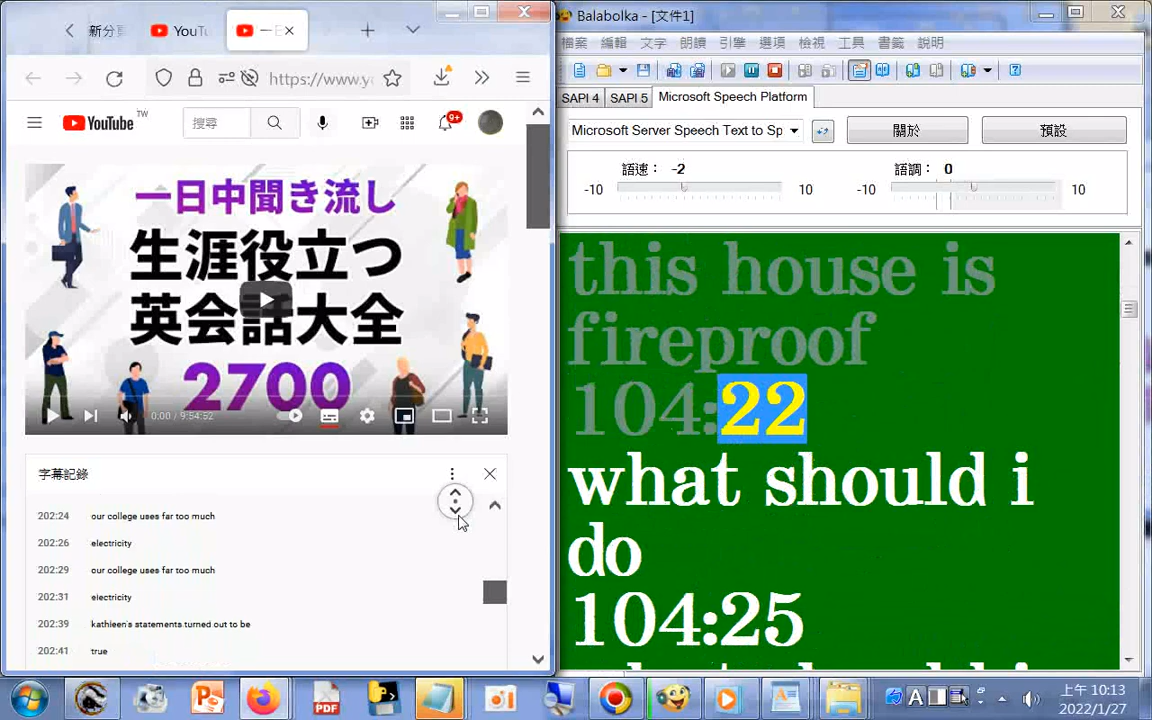 YouTu
一
https://www.yo
YouTube TW
搜尋
9+
一日中聞き流し
生涯役立つ
英会話大全
2700
0:00 / 9:54:52
字幕記錄
202:24 our college uses far too much
202:26 electricity
202:29 our college uses far too much
202:31 electricity
202:39 kathieen's statements turned out to be
202:41 true
Balabolka - [文件1]
檔案 編輯 文字 朗讀 引擎 選項 檢視 工具 書籤 說明
SAPI 4 SAPI 5 Microsoft Speech Platform
Microsoft Server Speech Text to Sp
關於
預設
語速： -2
語調： 0
-10 10 -10 10
this house is
fireproof
104:22
what should i
do
104:25
PDF
A
上午 10:13
2022/1/27